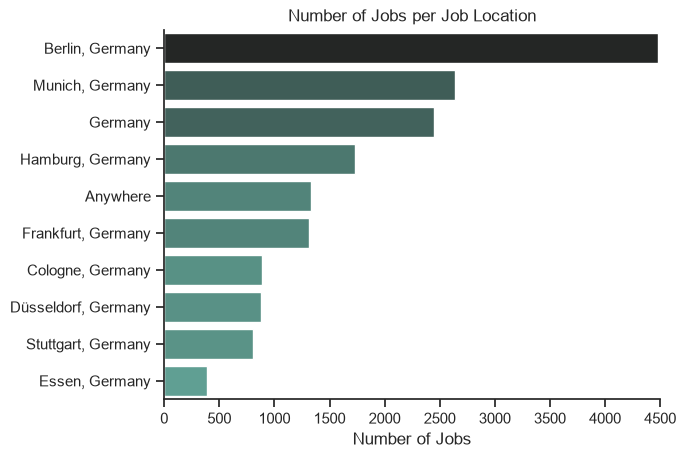 Number of Jobs per Job Location
Berlin, Germany
Munich, Germany
Germany
Hamburg, Germany
Anywhere
Frankfurt, Germany
Cologne, Germany
Düsseldorf, Germany
Stuttgart, Germany
Essen, Germany
0 500 1000 1500 2000 2500 3000 3500 4000 4500
Number of Jobs